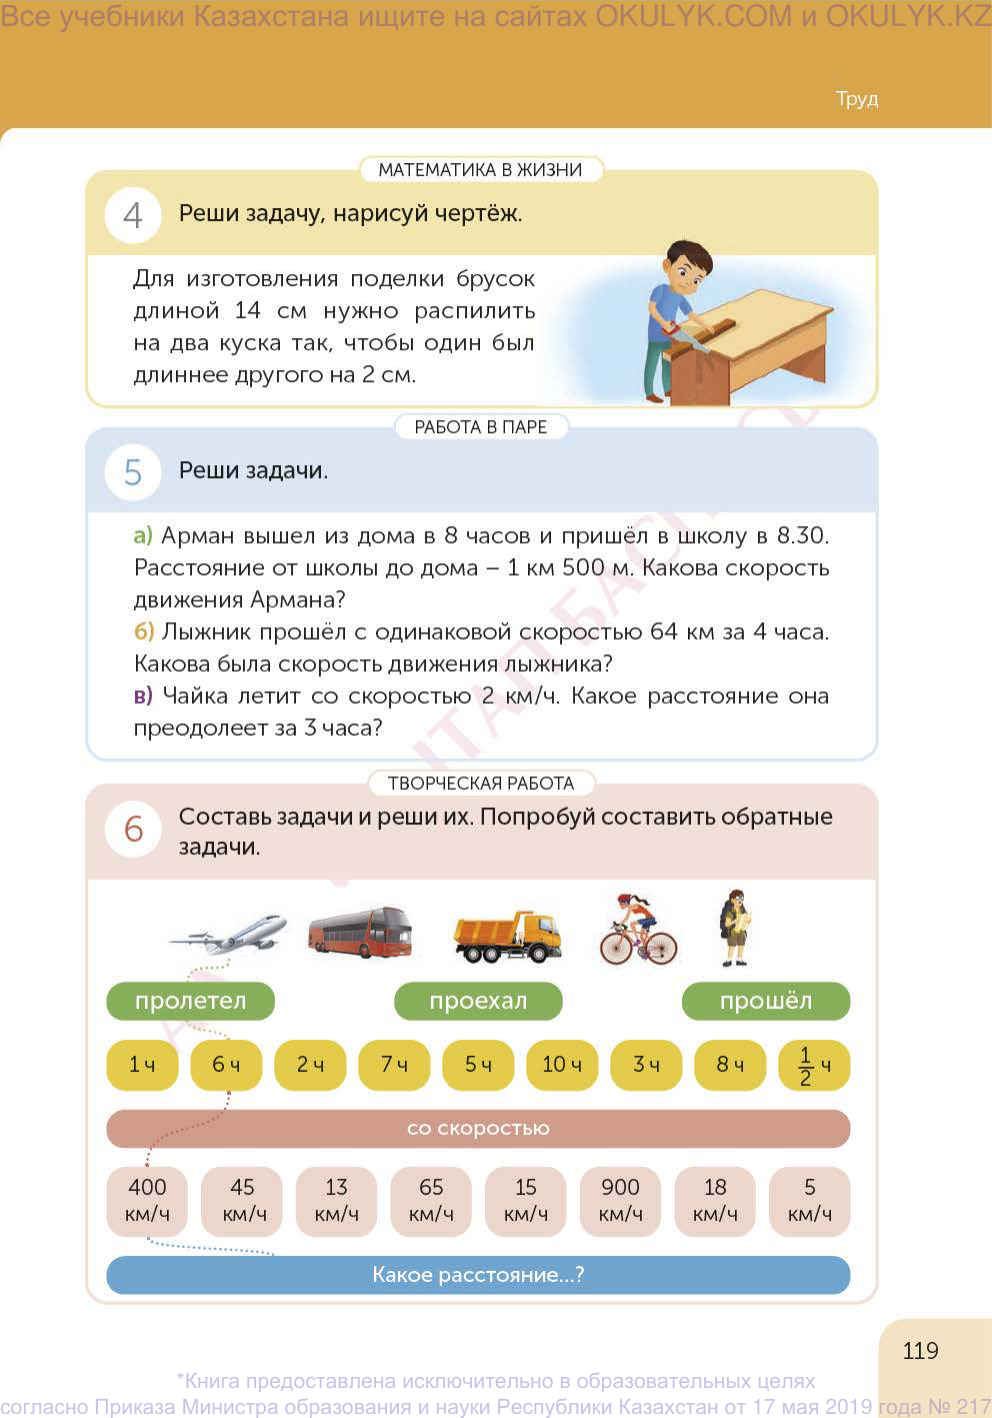 Все учебники Казахстана ищите на сайтах OKULYK.COM и OKULYK.KZ
Труд
МАТЕМАТИКА В ЖИЗНИ
4
Реши задачу, нарисуй чертёж.
Для изготовления поделки брусок
длиной 14 см нужно распилить
на два куска так, чтобы один был
длиннее другого на 2 см.
РАБОТА В ПАРЕ
5
Реши задачи.
а) Арман вышел из дома в 8 часов и пришёл в школу в 8.30.
Расстояние от школы до дома – 1 км 500 м. Какова скорость
движения Армана?
б) Лыжник прошёл с одинаковой скоростью 64 км за 4 часа.
Какова была скорость движения лыжника?
в) Чайка летит со скоростью 2 км/ч. Какое расстояние она
преодолеет за 3 часа?
ТВОРЧЕСКАЯ РАБОТА
6
Составь задачи и реши их. Попробуй составить обратные
задачи.
пролетел проехал прошёл
1 ч 6 ч 2 ч 7 ч 5 ч 10 ч 3 ч 8 ч 1/2 ч
со скоростью
400 45 13 65 15 900 18 5
км/ч км/ч км/ч км/ч км/ч км/ч км/ч км/ч
Какое расстояние...?
119
*Книга предоставлена исключительно в образовательных целях
согласно Приказа Министра образования и науки Республики Казахстан от 17 мая 2019 года № 217